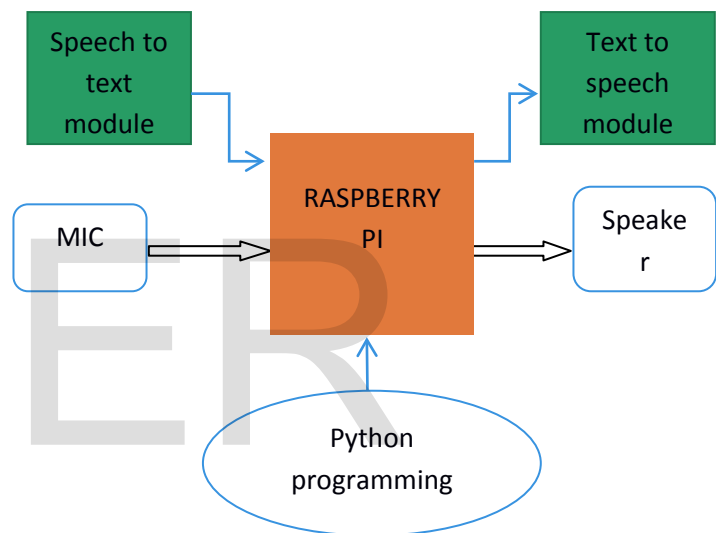 Speech to
text
module
Text to
speech
module
RASPBERRY
PI
MIC
Speake
r
ER
Python
programming